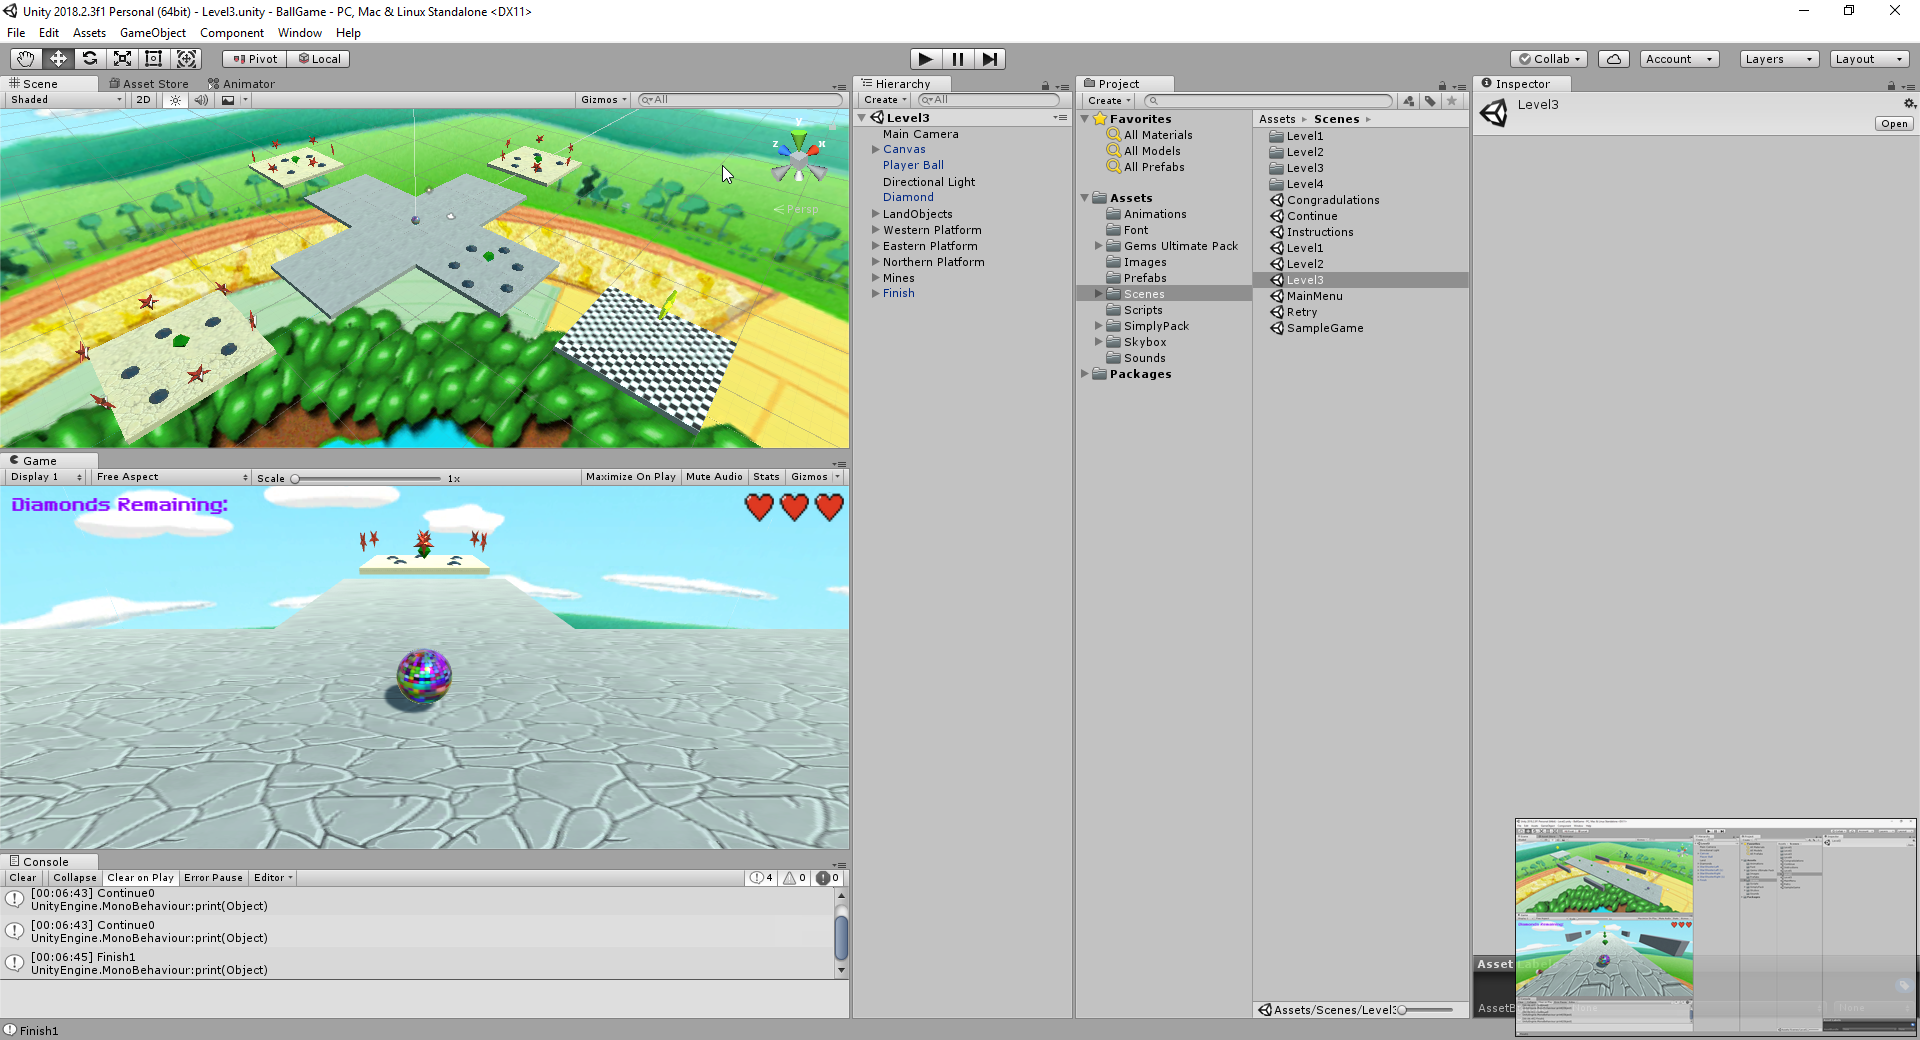 Unity 2018.2.3f1 Personal (64bit) - Level3.unity - BallGame - PC, Mac & Linux Standalone <DX11>
File Edit Assets GameObject Component Window Help
Pivot Local
Collab Account Layers Layout
Scene Asset Store Animator
Shaded 2D Gizmos All
y
z x
Persp
Game
Display 1 Free Aspect Scale 1x Maximize On Play Mute Audio Stats Gizmos
Diamonds Remaining:
Console
Clear Collapse Clear on Play Error Pause Editor 4 0 0
[00:06:43] Continue0
UnityEngine.MonoBehaviour:print(Object)
[00:06:43] Continue0
UnityEngine.MonoBehaviour:print(Object)
[00:06:45] Finish1
UnityEngine.MonoBehaviour:print(Object)
Finish1
Hierarchy
Create All
Level3
Main Camera
Canvas
Player Ball
Directional Light
Diamond
LandObjects
Western Platform
Eastern Platform
Northern Platform
Mines
Finish
Project
Create
Favorites
All Materials
All Models
All Prefabs
Assets
Animations
Font
Gems Ultimate Pack
Images
Prefabs
Scenes
Scripts
SimplyPack
Skybox
Sounds
Packages
Assets Scenes
Level1
Level2
Level3
Level4
Congradulations
Continue
Instructions
Level1
Level2
Level3
MainMenu
Retry
SampleGame
Assets/Scenes/Level3
Inspector
Level3
Open
Asset Labels
None